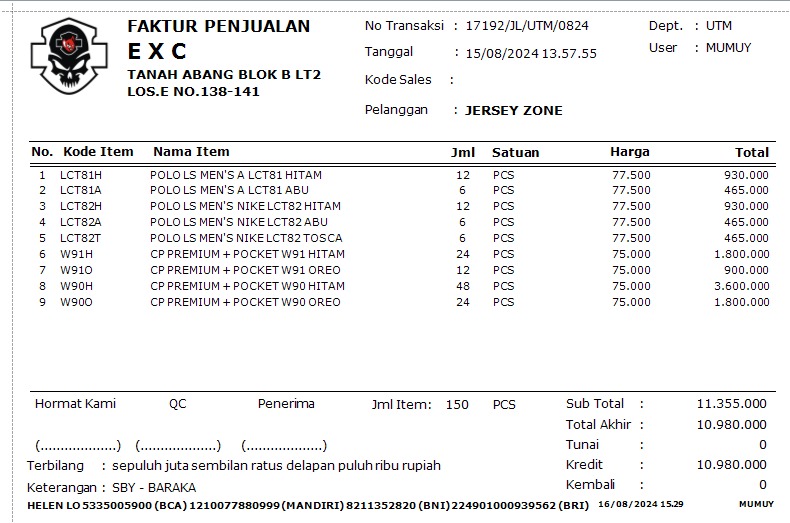 FAKTUR PENJUALAN
E X C
TANAH ABANG BLOK B LT2
LOS.E NO.138-141
No Transaksi : 17192/JL/UTM/0824
Tanggal : 15/08/2024 13.57.55
Kode Sales :
Pelanggan : JERSEY ZONE
Dept. : UTM
User : MUMUY
No. Kode Item Nama Item Jml Satuan Harga Total
1 LCT81H POLO LS MEN'S A LCT81 HITAM 12 PCS 77.500 930.000
2 LCT81A POLO LS MEN'S A LCT81 ABU 6 PCS 77.500 465.000
3 LCT82H POLO LS MEN'S NIKE LCT82 HITAM 12 PCS 77.500 930.000
4 LCT82A POLO LS MEN'S NIKE LCT82 ABU 6 PCS 77.500 465.000
5 LCT82T POLO LS MEN'S NIKE LCT82 TOSCA 6 PCS 77.500 465.000
6 W91H CP PREMIUM + POCKET W91 HITAM 24 PCS 75.000 1.800.000
7 W91O CP PREMIUM + POCKET W91 OREO 12 PCS 75.000 900.000
8 W90H CP PREMIUM + POCKET W90 HITAM 48 PCS 75.000 3.600.000
9 W90O CP PREMIUM + POCKET W90 OREO 24 PCS 75.000 1.800.000
Hormat Kami QC Penerima Jml Item: 150 PCS
(...................) (...................) (...................)
Sub Total : 11.355.000
Total Akhir : 10.980.000
Tunai : 0
Kredit : 10.980.000
Kembali : 0
Terbilang : sepuluh juta sembilan ratus delapan puluh ribu rupiah
Keterangan : SBY - BARAKA
HELEN LO 5335005900 (BCA) 1210077880999 (MANDIRI) 8211352820 (BNI) 224901000939562 (BRI) 16/08/2024 15.29 MUMUY